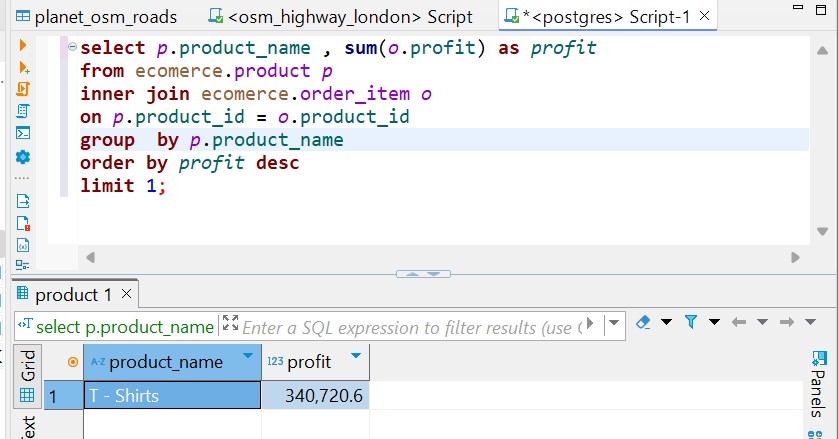 planet_osm_roads <osm_highway_london> Script *<postgres> Script-1
select p.product_name , sum(o.profit) as profit
from ecomerce.product p
inner join ecomerce.order_item o
on p.product_id = o.product_id
group  by p.product_name
order by profit desc
limit 1;
product 1
select p.product_name Enter a SQL expression to filter results (use C
Grid
A-Z product_name 123 profit
1 T - Shirts 340,720.6
Panels
Text